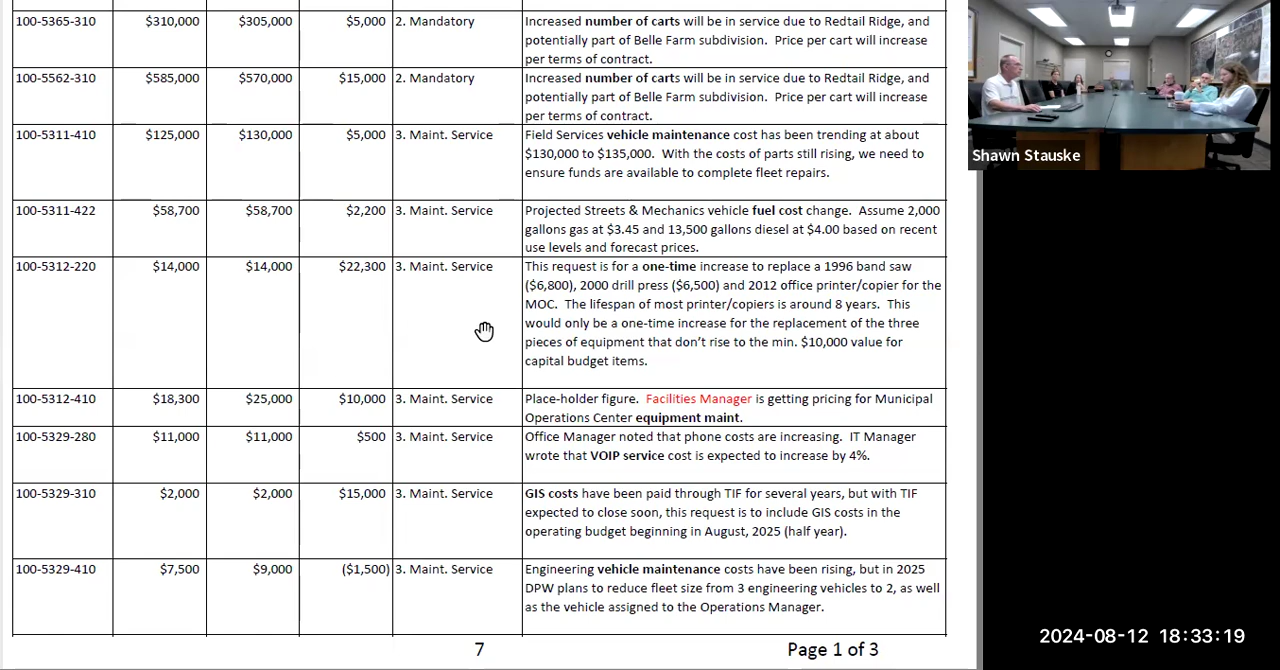 100-5365-310 $310,000 $305,000 $5,000 2. Mandatory Increased number of carts will be in service due to Redtail Ridge, and
potentially part of Belle Farm subdivision. Price per cart will increase
per terms of contract.
100-5562-310 $585,000 $570,000 $15,000 2. Mandatory Increased number of carts will be in service due to Redtail Ridge, and
potentially part of Belle Farm subdivision. Price per cart will increase
per terms of contract.
100-5311-410 $125,000 $130,000 $5,000 3. Maint. Service Field Services vehicle maintenance cost has been trending at about
$130,000 to $135,000. With the costs of parts still rising, we need to
ensure funds are available to complete fleet repairs.
100-5311-422 $58,700 $58,700 $2,200 3. Maint. Service Projected Streets & Mechanics vehicle fuel cost change. Assume 2,000
gallons gas at $3.45 and 13,500 gallons diesel at $4.00 based on recent
use levels and forecast prices.
100-5312-220 $14,000 $14,000 $22,300 3. Maint. Service This request is for a one-time increase to replace a 1996 band saw
($6,800), 2000 drill press ($6,500) and 2012 office printer/copier for the
MOC. The lifespan of most printer/copiers is around 8 years. This
would only be a one-time increase for the replacement of the three
pieces of equipment that don't rise to the min. $10,000 value for
capital budget items.
100-5312-410 $18,300 $25,000 $10,000 3. Maint. Service Place-holder figure. Facilities Manager is getting pricing for Municipal
Operations Center equipment maint.
100-5329-280 $11,000 $11,000 $500 3. Maint. Service Office Manager noted that phone costs are increasing. IT Manager
wrote that VOIP service cost is expected to increase by 4%.
100-5329-310 $2,000 $2,000 $15,000 3. Maint. Service GIS costs have been paid through TIF for several years, but with TIF
expected to close soon, this request is to include GIS costs in the
operating budget beginning in August, 2025 (half year).
100-5329-410 $7,500 $9,000 ($1,500) 3. Maint. Service Engineering vehicle maintenance costs have been rising, but in 2025
DPW plans to reduce fleet size from 3 engineering vehicles to 2, as well
as the vehicle assigned to the Operations Manager.
7 Page 1 of 3
Shawn Stauske
2024-08-12 18:33:19